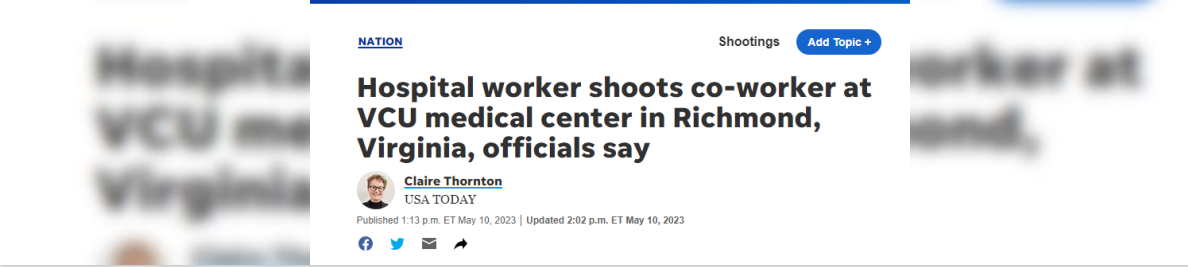 NATION
Shootings
Add Topic +
Hospital worker shoots co-worker at
VCU medical center in Richmond,
Virginia, officials say
Claire Thornton
USA TODAY
Published 1:13 p.m. ET May 10, 2023 | Updated 2:02 p.m. ET May 10, 2023